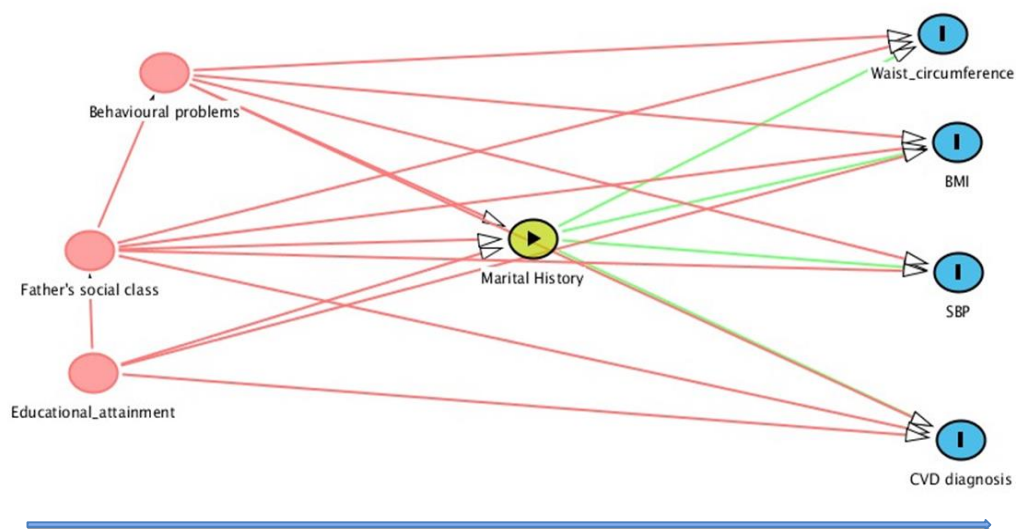 Waist_circumference
Behavioural problems
BMI
Marital History
Father's social class
SBP
Educational_attainment
CVD diagnosis